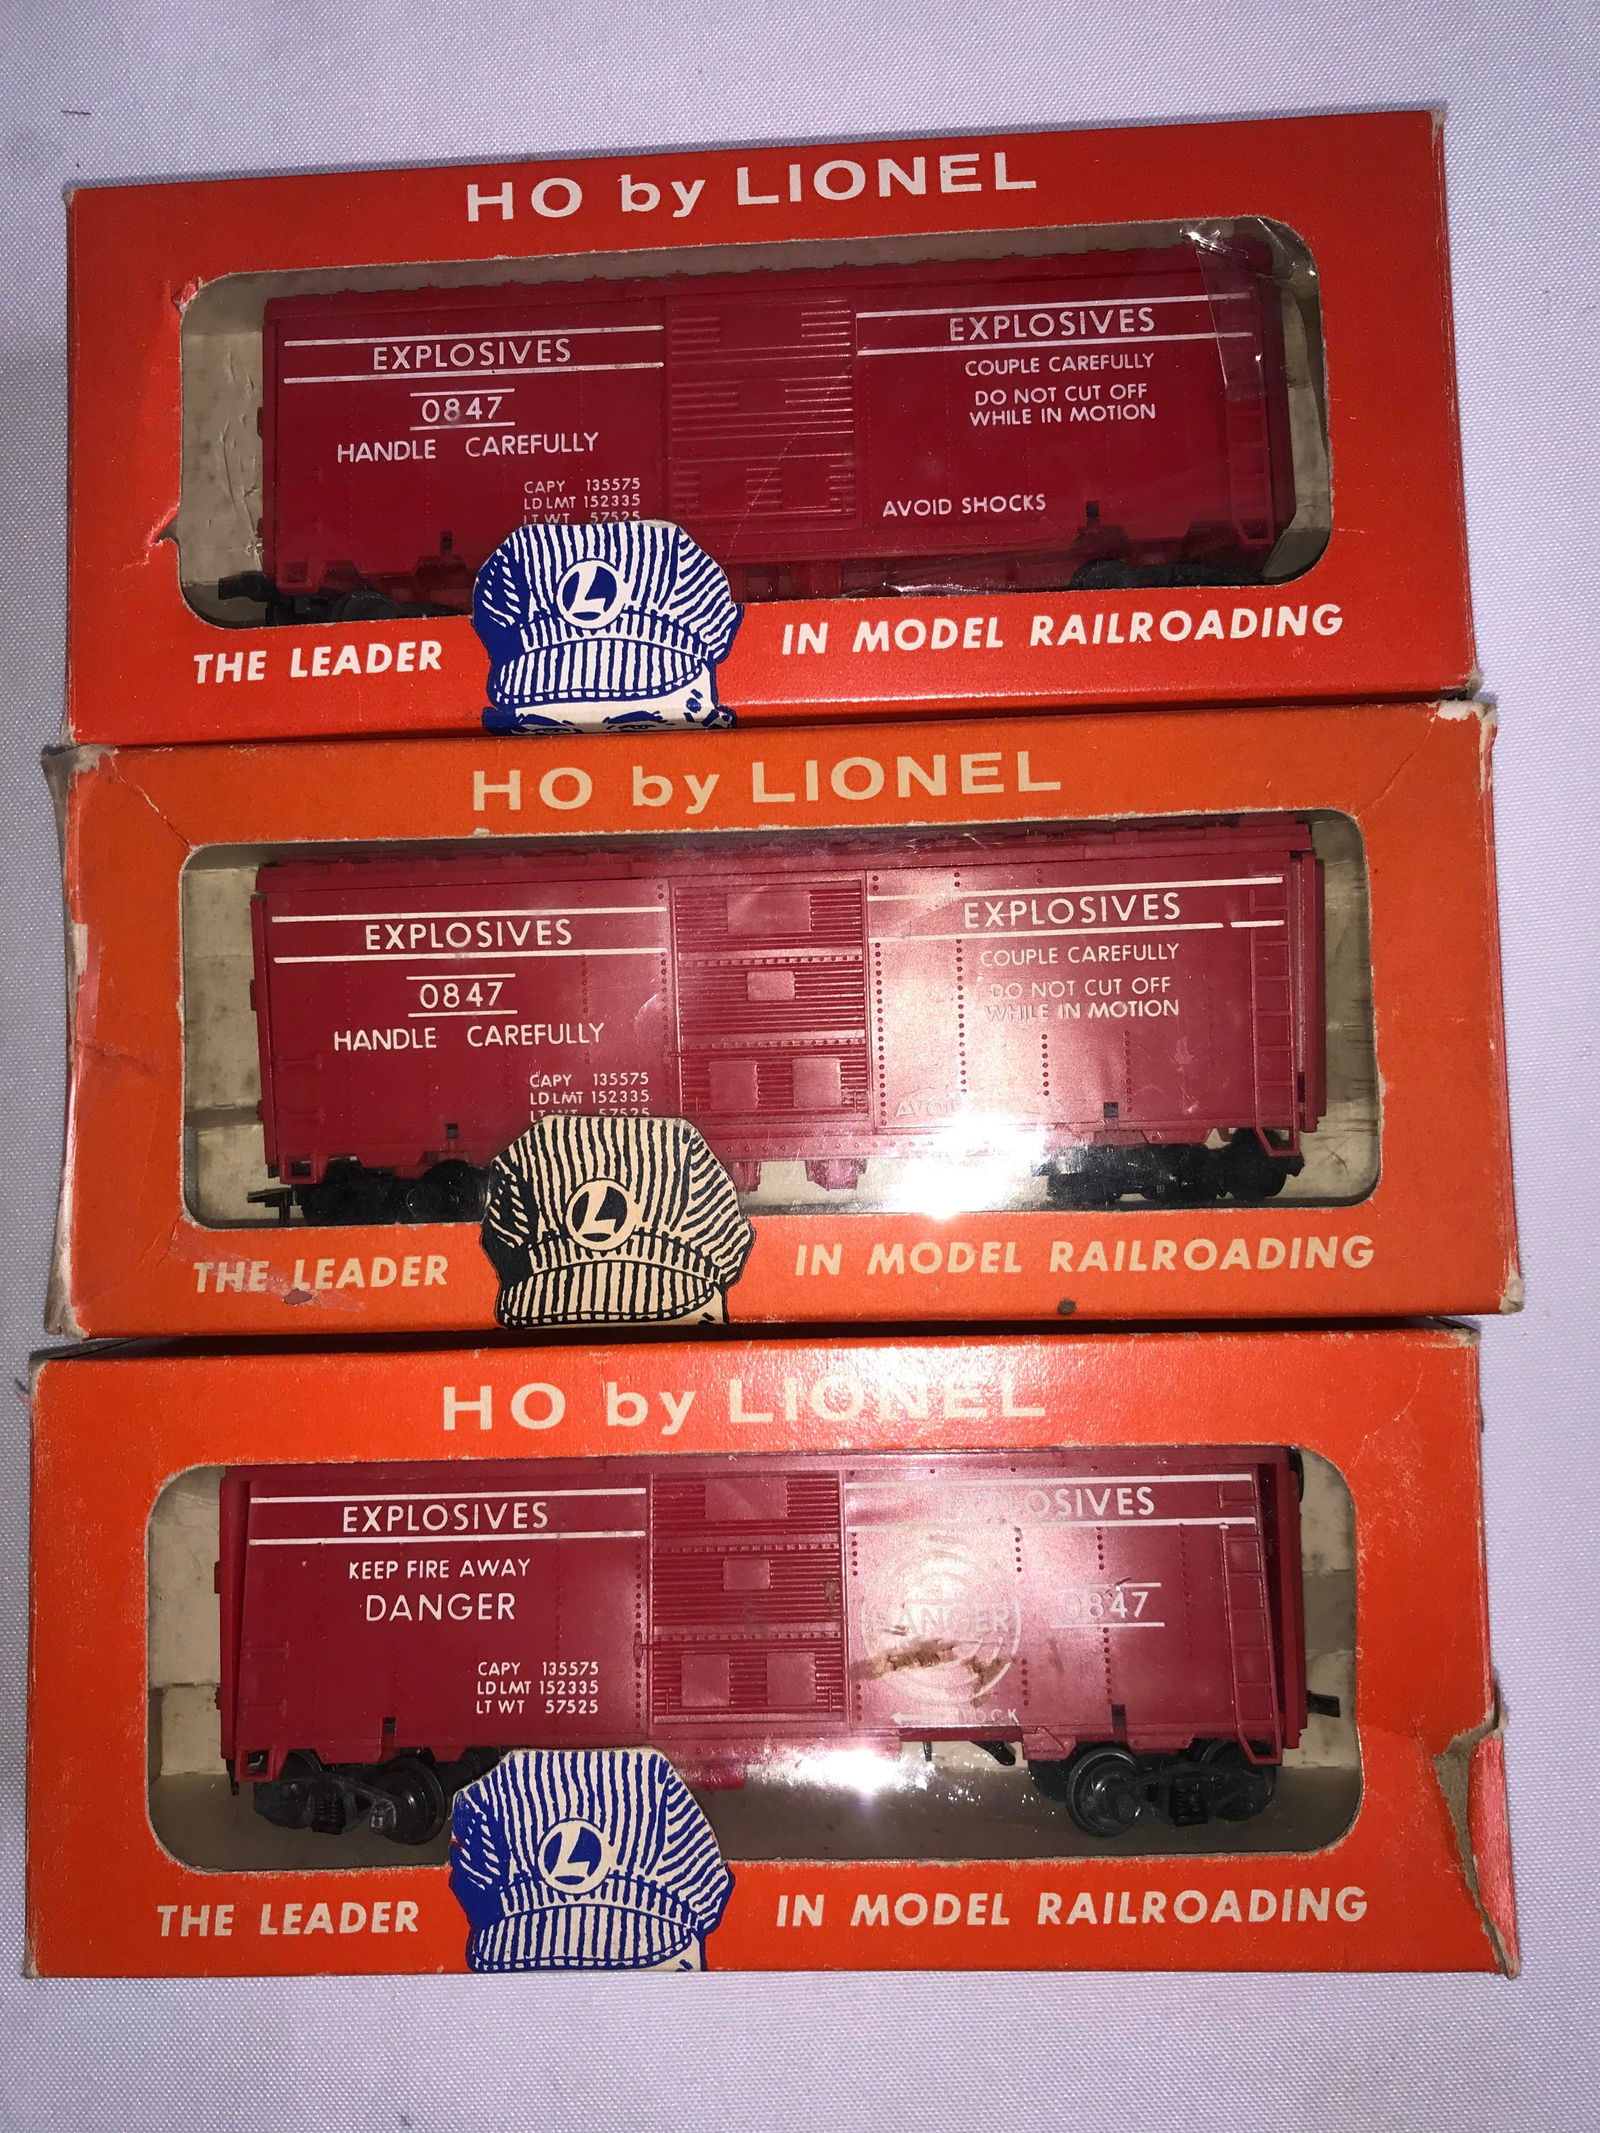 HO by LIONEL
EXPLOSIVES
0847
HANDLE CAREFULLY
CAPY 135575
LD LMT 152335
LT WT 57525
EXPLOSIVES
COUPLE CAREFULLY
DO NOT CUT OFF
WHILE IN MOTION
AVOID SHOCKS
L
THE LEADER IN MODEL RAILROADING
HO by LIONEL
EXPLOSIVES
0847
HANDLE CAREFULLY
CAPY 135575
LD LMT 152335
LT WT 57525
EXPLOSIVES
COUPLE CAREFULLY
DO NOT CUT OFF
WHILE IN MOTION
L
THE LEADER IN MODEL RAILROADING
HO by LIONEL
EXPLOSIVES
KEEP FIRE AWAY
DANGER
CAPY 135575
LD LMT 152335
LT WT 57525
EXPLOSIVES
DANGER
0847
L
THE LEADER IN MODEL RAILROADING